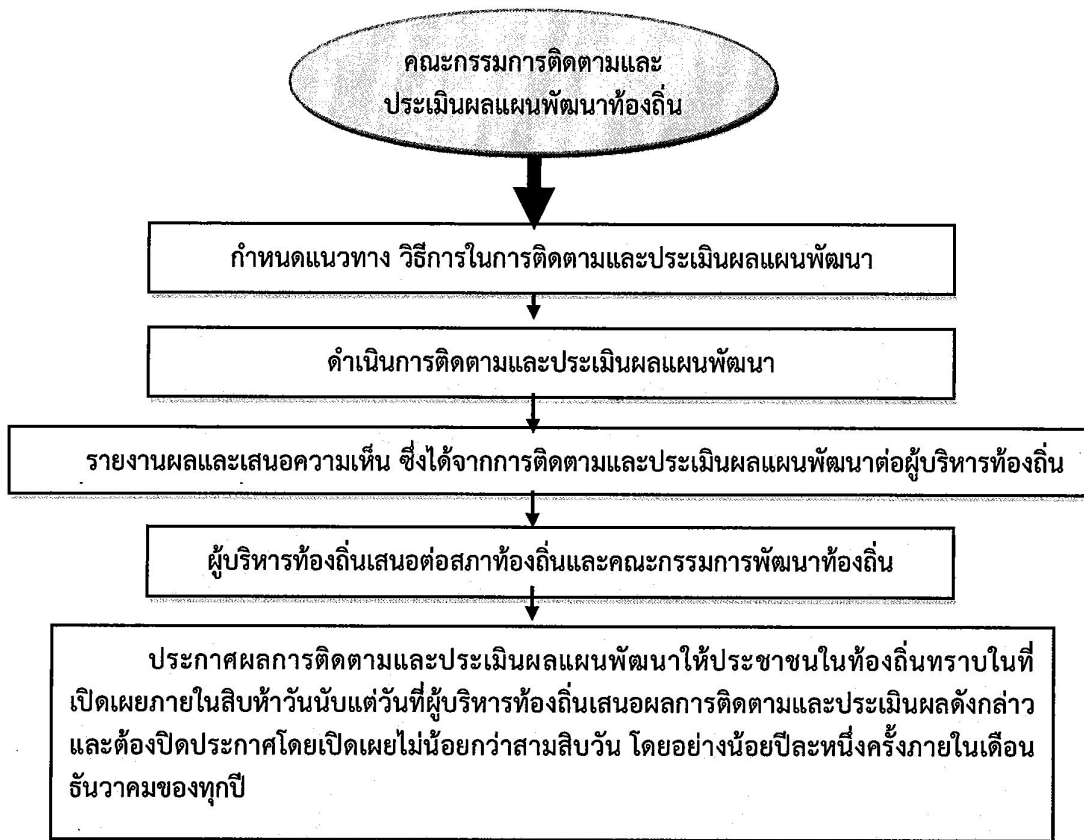 คณะกรรมการติดตามและ
ประเมินผลแผนพัฒนาท้องถิ่น
กำหนดแนวทาง วิธีการในการติดตามและประเมินผลแผนพัฒนา
ดำเนินการติดตามและประเมินผลแผนพัฒนา
รายงานผลและเสนอความเห็น ซึ่งได้จากการติดตามและประเมินผลแผนพัฒนาต่อผู้บริหารท้องถิ่น
ผู้บริหารท้องถิ่นเสนอต่อสภาท้องถิ่นและคณะกรรมการพัฒนาท้องถิ่น
ประกาศผลการติดตามและประเมินผลแผนพัฒนาให้ประชาชนในท้องถิ่นทราบในที่
เปิดเผยภายในสิบห้าวันนับแต่วันที่ผู้บริหารท้องถิ่นเสนอผลการติดตามและประเมินผลดังกล่าว
และต้องปิดประกาศโดยเปิดเผยไม่น้อยกว่าสามสิบวัน โดยอย่างน้อยปีละหนึ่งครั้งภายในเดือน
ธันวาคมของทุกปี